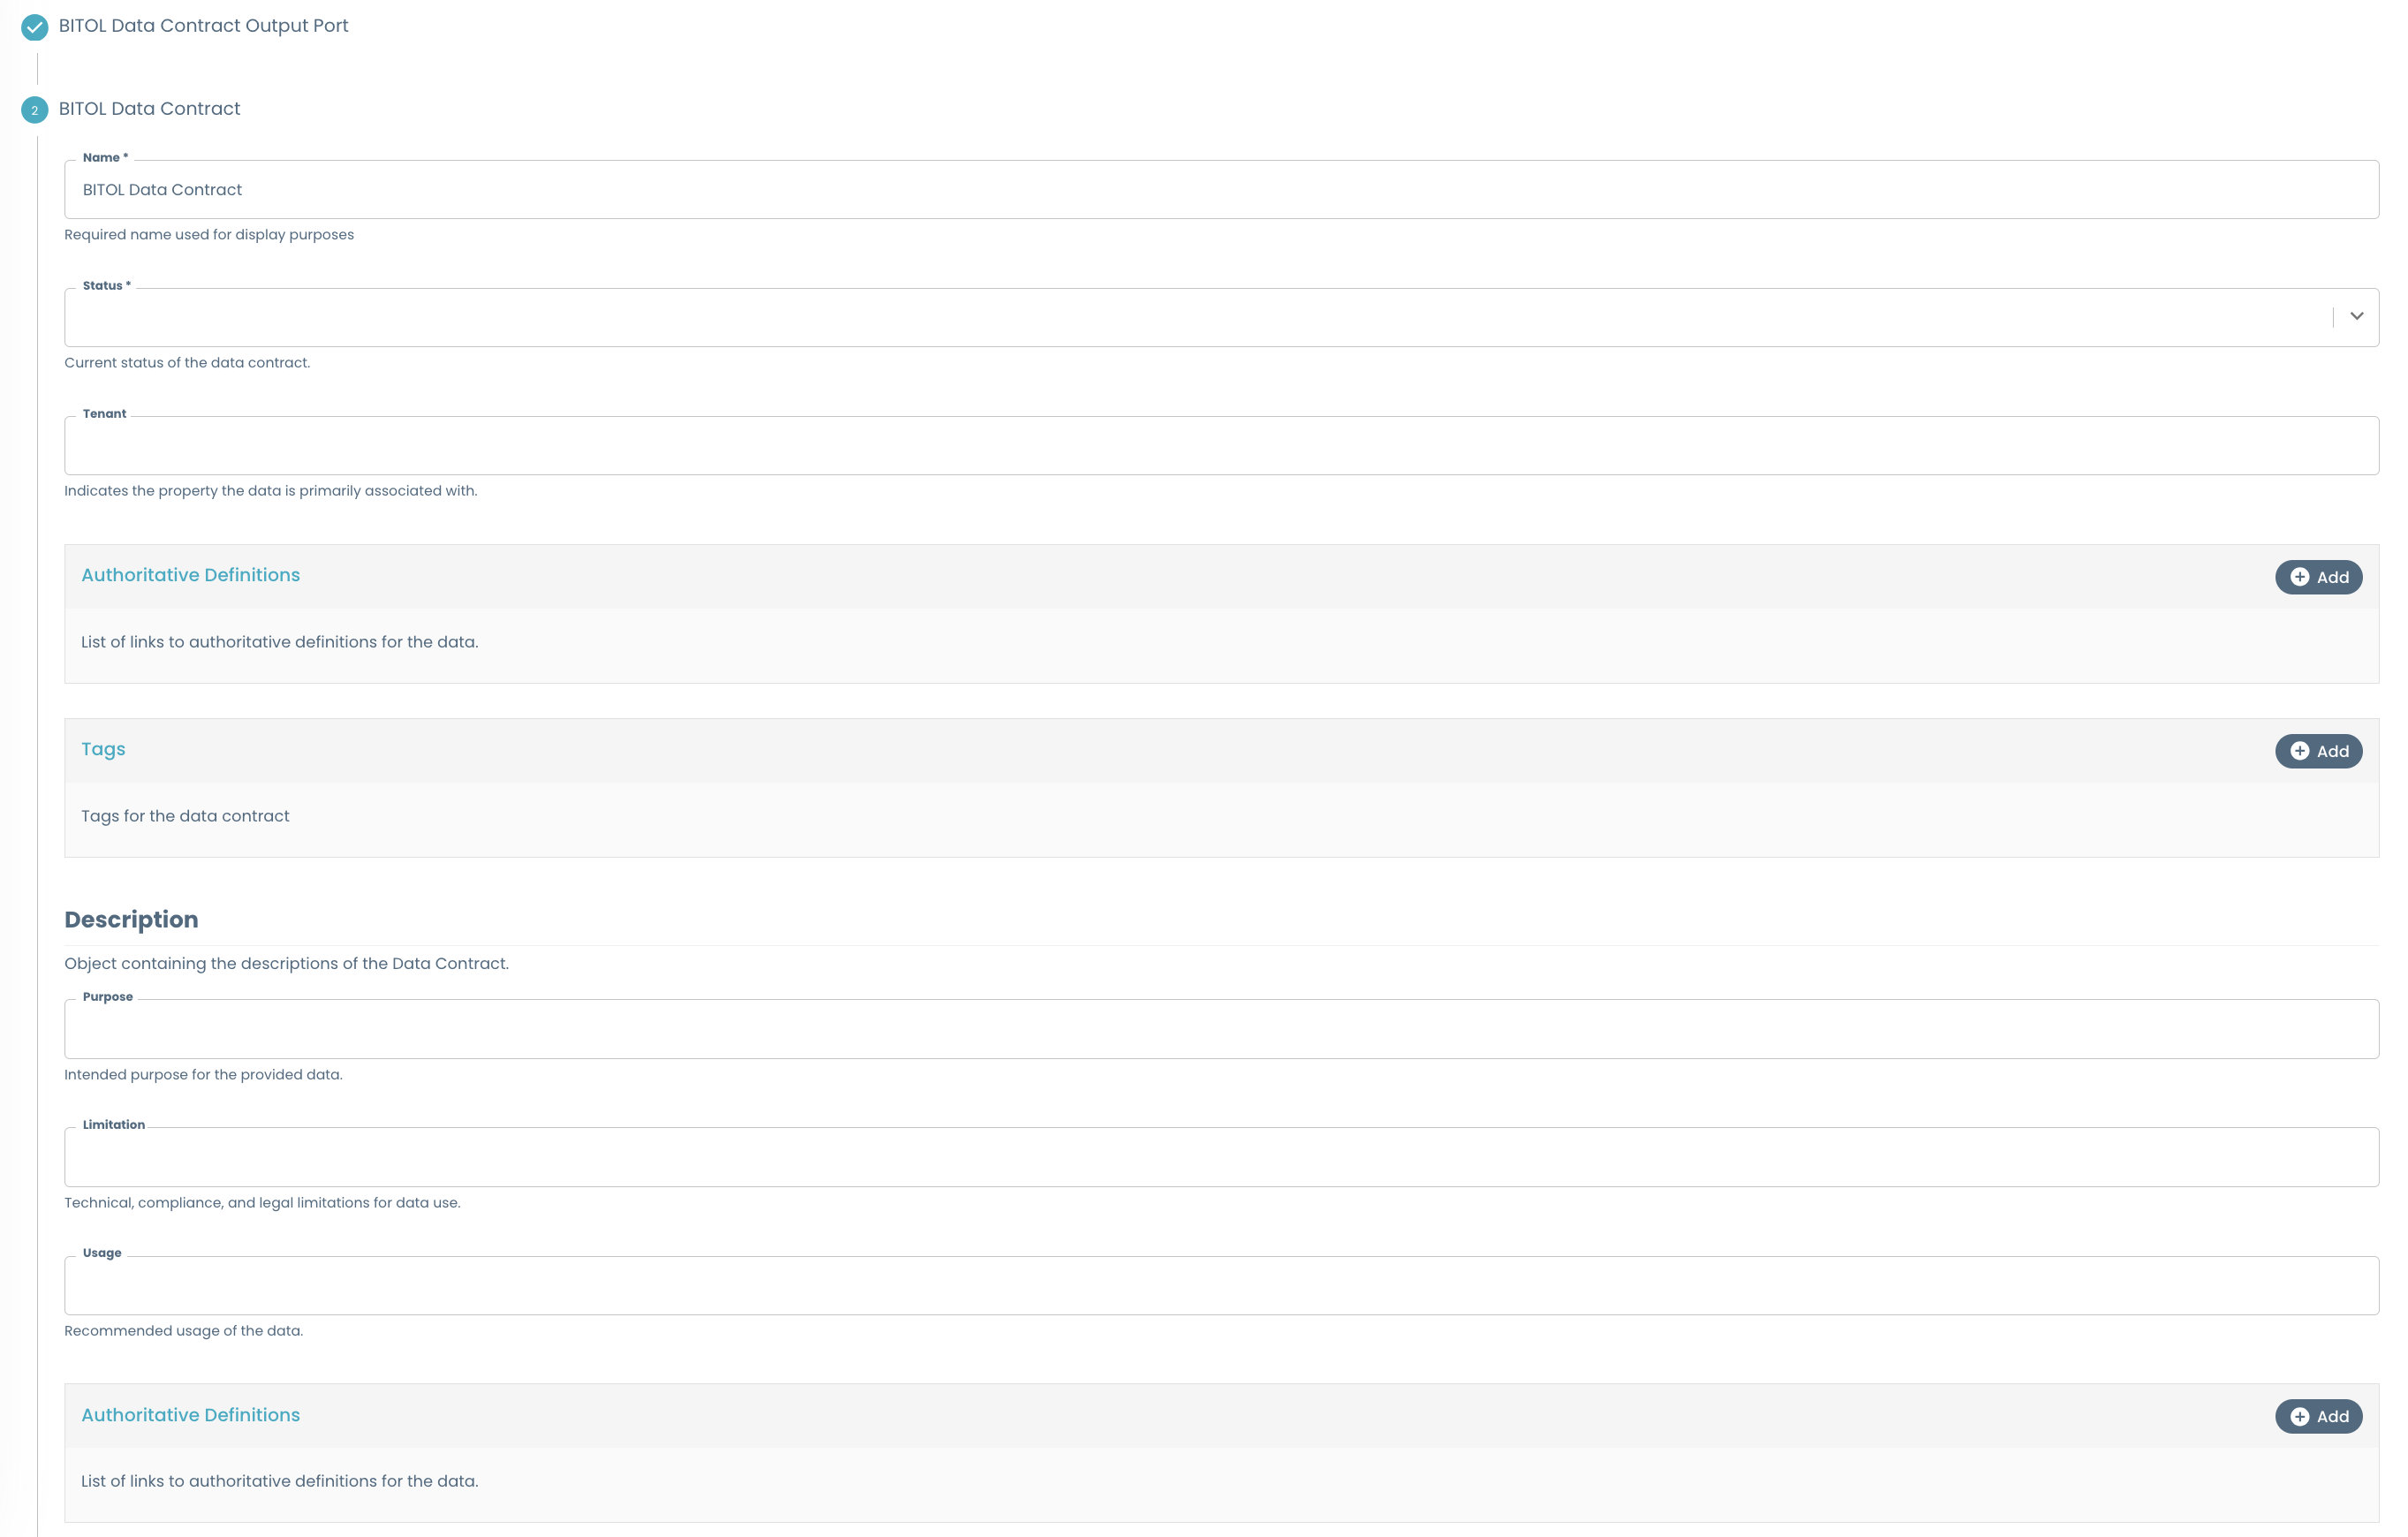 BITOL Data Contract Output Port
2
BITOL Data Contract
Name *
BITOL Data Contract
Required name used for display purposes
Status *
Current status of the data contract.
Tenant
Indicates the property the data is primarily associated with.
Authoritative Definitions
Add
List of links to authoritative definitions for the data.
Tags
Add
Tags for the data contract
Description
Object containing the descriptions of the Data Contract.
Purpose
Intended purpose for the provided data.
Limitation
Technical, compliance, and legal limitations for data use.
Usage
Recommended usage of the data.
Authoritative Definitions
Add
List of links to authoritative definitions for the data.